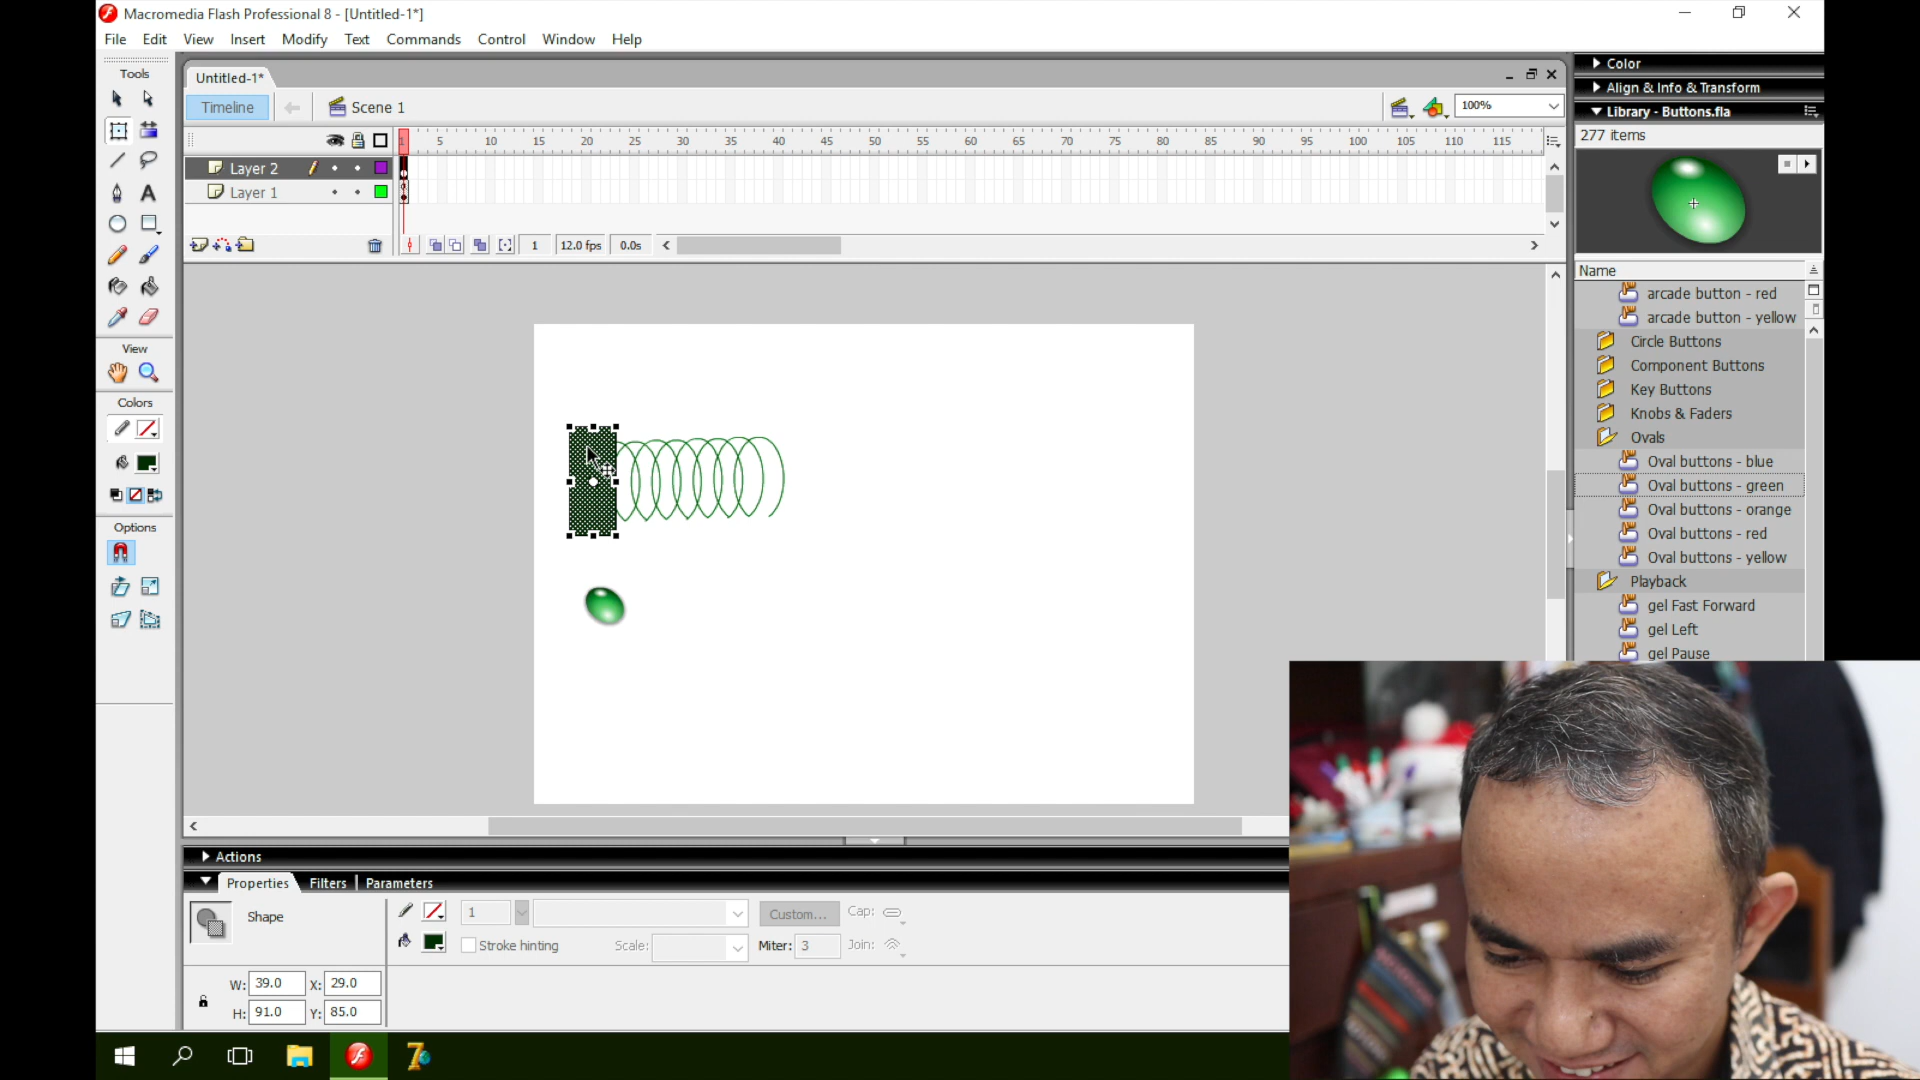 Macromedia Flash Professional 8 - [Untitled-1*]
File Edit View Insert Modify Text Commands Control Window Help
Tools
Untitled-1*
Timeline
Scene 1
100%
1 5 10 15 20 25 30 35 40 45 50 55 60 65 70 75 80 85 90 95 100 105 110 115
Layer 2
Layer 1
1 12.0 fps 0.0s
View
Colors
Options
Color
Align & Info & Transform
Library - Buttons.fla
277 items
Name
arcade button - red
arcade button - yellow
Circle Buttons
Component Buttons
Key Buttons
Knobs & Faders
Ovals
Oval buttons - blue
Oval buttons - green
Oval buttons - orange
Oval buttons - red
Oval buttons - yellow
Playback
gel Fast Forward
gel Left
gel Pause
Actions
Properties Filters Parameters
Shape
1
Custom...
Cap:
Stroke hinting
Scale:
Miter: 3
Join:
W: 39.0 X: 29.0
H: 91.0 Y: 85.0